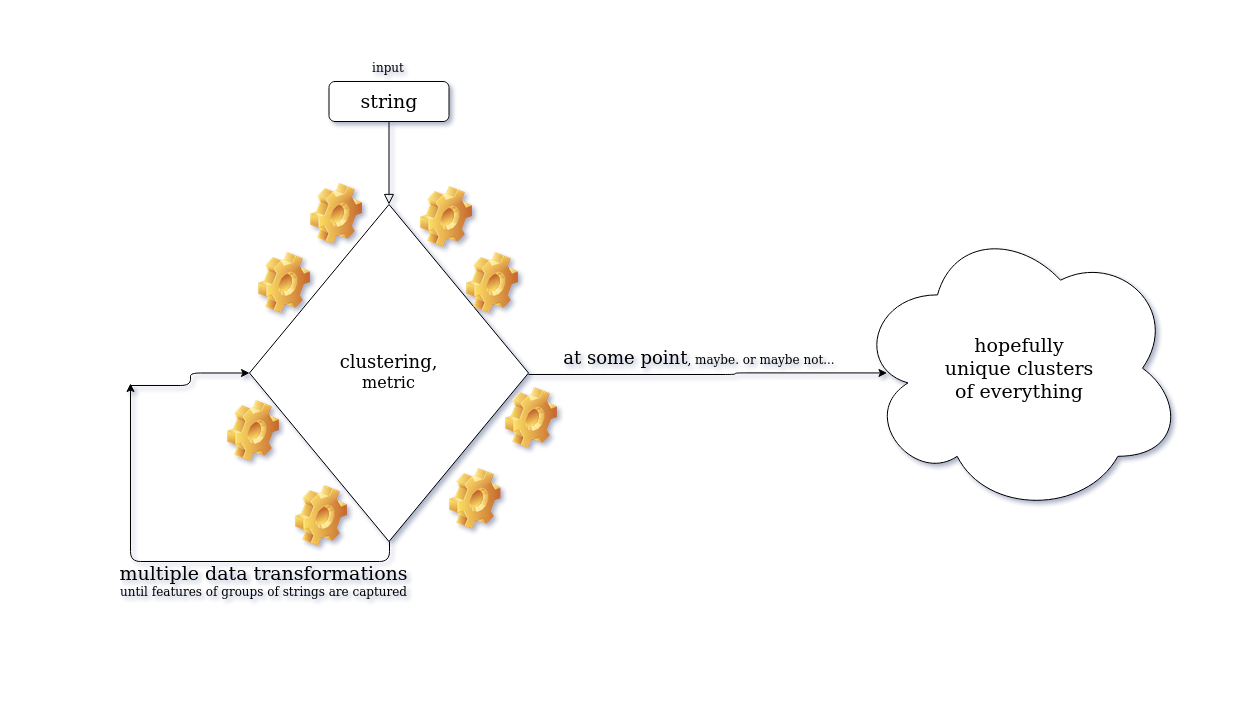 input
string
clustering,
metric
at some point, maybe. or maybe not...
hopefully
unique clusters
of everything
multiple data transformations
until features of groups of strings are captured